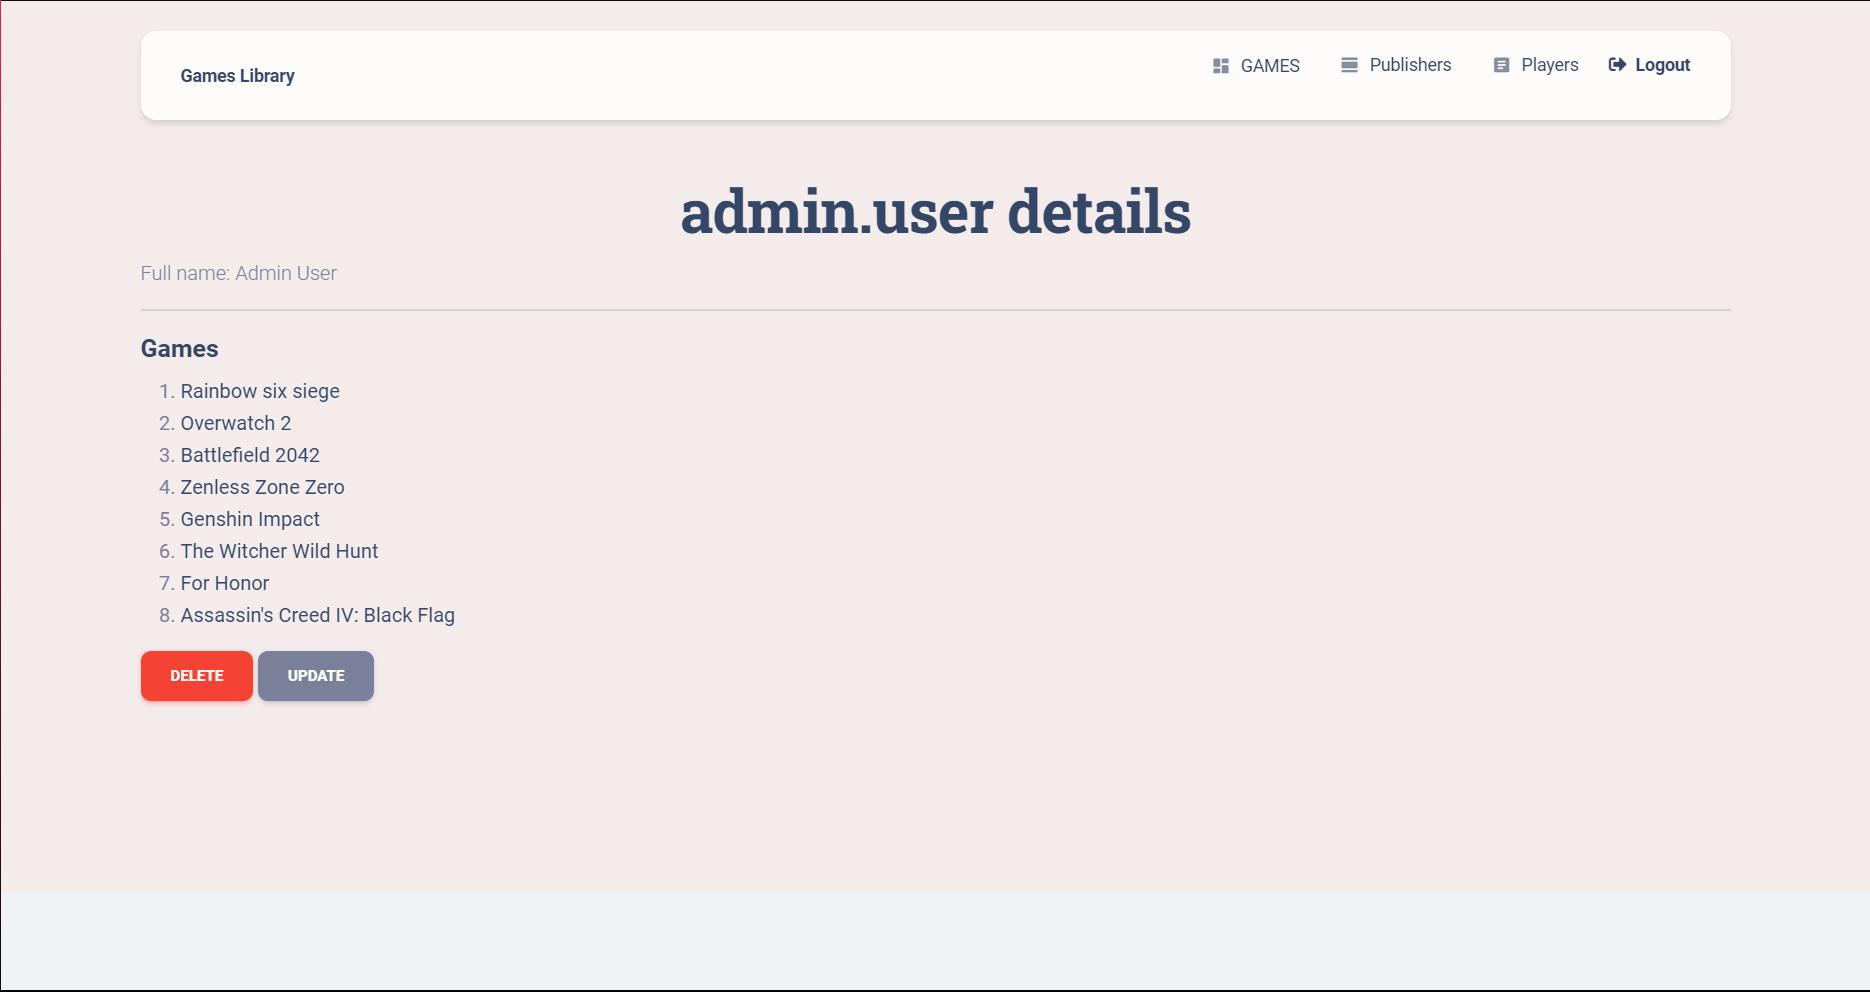 Games Library
GAMES
Publishers
Players
Logout
admin.user details
Full name: Admin User
Games
1. Rainbow six siege
2. Overwatch 2
3. Battlefield 2042
4. Zenless Zone Zero
5. Genshin Impact
6. The Witcher Wild Hunt
7. For Honor
8. Assassin's Creed IV: Black Flag
DELETE
UPDATE